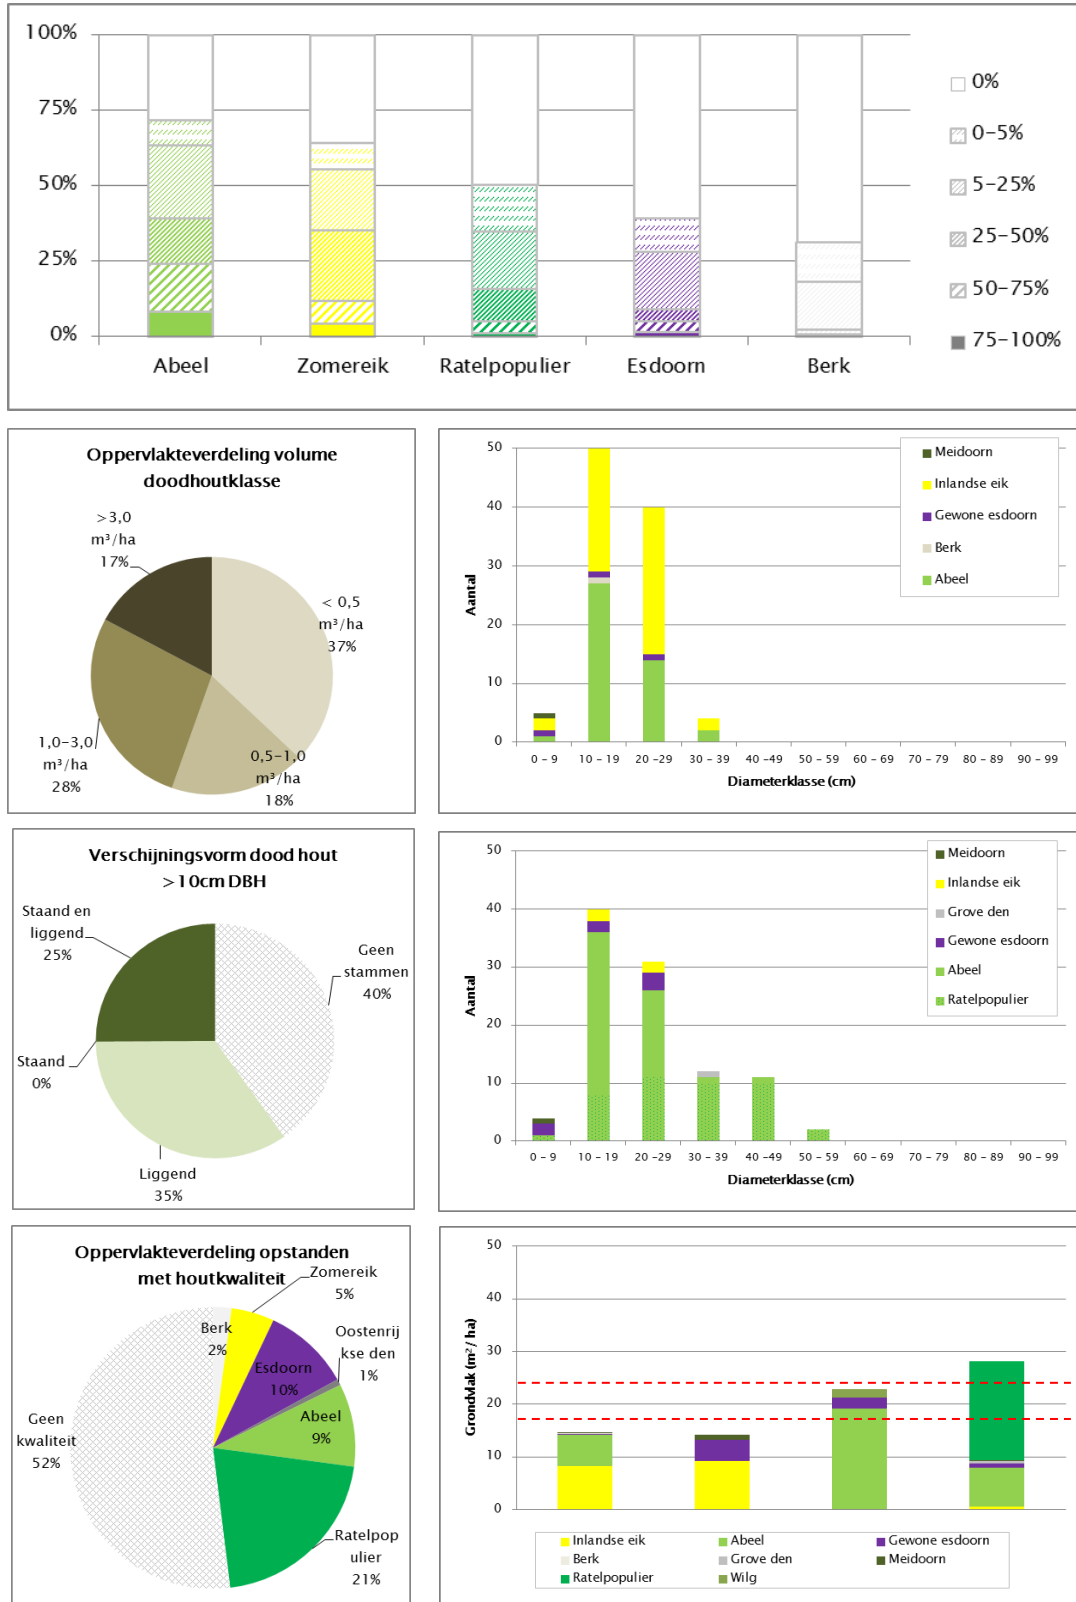 100%
75%
50%
25%
0%
Abeel
Zomereik
Ratelpopulier
Esdoorn
Berk
0%
0-5%
5-25%
25-50%
50-75%
75-100%
Oppervlakteverdeling volume
doodhoutklasse
>3,0
m³/ha
17%
< 0,5
m³/ha
37%
1,0-3,0
m³/ha
28%
0,5-1,0
m³/ha
18%
50
40
30
20
10
0
Aantal
0 - 9
10 - 19
20 -29
30 - 39
40 -49
50 - 59
60 - 69
70 - 79
80 - 89
90 - 99
Diameterklasse (cm)
Meidoorn
Inlandse eik
Gewone esdoorn
Berk
Abeel
Verschijningsvorm dood hout
>10cm DBH
Staand en
liggend
25%
Geen
stammen
40%
Staand
0%
Liggend
35%
50
40
30
20
10
0
Aantal
0 - 9
10 - 19
20 -29
30 - 39
40 -49
50 - 59
60 - 69
70 - 79
80 - 89
90 - 99
Diameterklasse (cm)
Meidoorn
Inlandse eik
Grove den
Gewone esdoorn
Abeel
Ratelpopulier
Oppervlakteverdeling opstanden
met houtkwaliteit
Zomereik
5%
Berk
2%
Oostenrij
kse den
1%
Esdoorn
10%
Abeel
9%
Geen
kwaliteit
52%
Ratelpop
ulier
21%
50
40
30
20
10
0
Grondvlak (m²/ ha)
Inlandse eik
Abeel
Gewone esdoorn
Berk
Grove den
Meidoorn
Ratelpopulier
Wilg